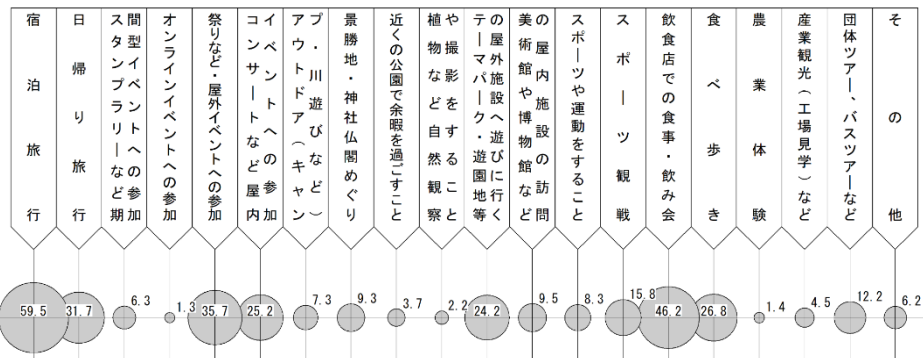 宿泊旅行
日帰り旅行
スタンプラリーなど期
間型イベントへの参加
オンラインイベントへの参加
祭りなど・屋外イベントへの参加
コンサートなど屋内
イベントへの参加
アウトドア（キャン
プ・川遊びなど）
景勝地・神社仏閣めぐり
近くの公園で余暇を過ごすこと
植物など自然観察
や撮影をすること
テーマパーク・遊園地等
の屋外施設へ遊びに行く
美術館や博物館など
の屋内施設の訪問
スポーツや運動をすること
スポーツ観戦
飲食店での食事・飲み会
食べ歩き
農業体験
産業観光（工場見学）など
団体ツアー、バスツアーなど
その他
59.5
31.7
6.3
1.3
35.7
25.2
7.3
9.3
3.7
2.2
24.2
9.5
8.3
15.8
46.2
26.8
1.4
4.5
12.2
6.2